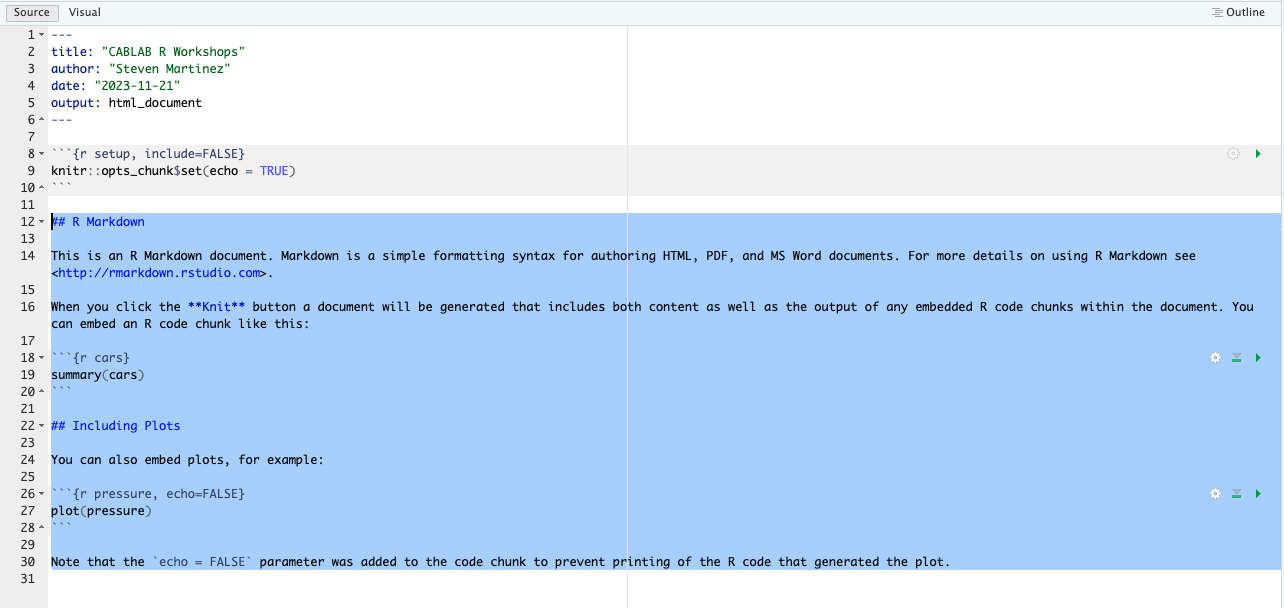 Source Visual Outline
1 ---
2 title: "CABLAB R Workshops"
3 author: "Steven Martinez"
4 date: "2023-11-21"
5 output: html_document
6 ---
7
8 ```{r setup, include=FALSE}
9 knitr::opts_chunk$set(echo = TRUE)
10 ```
11
12 ## R Markdown
13
14 This is an R Markdown document. Markdown is a simple formatting syntax for authoring HTML, PDF, and MS Word documents. For more details on using R Markdown see
<http://rmarkdown.rstudio.com>.
15
16 When you click the **Knit** button a document will be generated that includes both content as well as the output of any embedded R code chunks within the document. You
can embed an R code chunk like this:
17
18 ```{r cars}
19 summary(cars)
20 ```
21
22 ## Including Plots
23
24 You can also embed plots, for example:
25
26 ```{r pressure, echo=FALSE}
27 plot(pressure)
28 ```
29
30 Note that the `echo = FALSE` parameter was added to the code chunk to prevent printing of the R code that generated the plot.
31